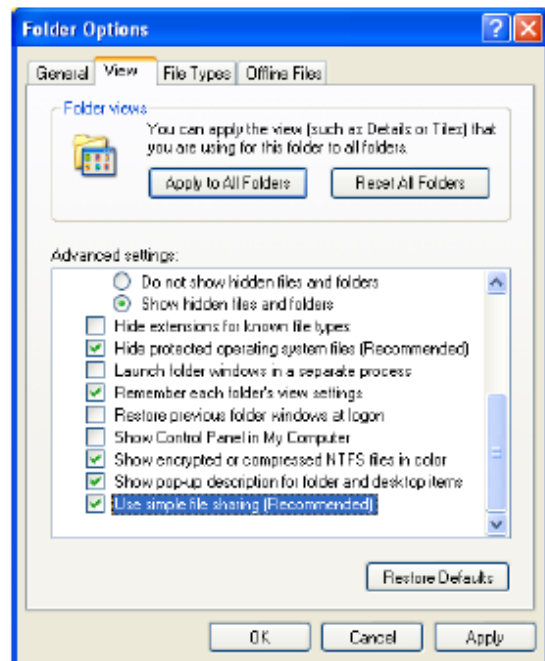 Folder Options
General View File Types Offline Files
Folder views
You can apply the view (such as Details or Tiles) that
you are using for this folder to all folders.
Apply to All Folders Reset All Folders
Advanced settings:
Do not show hidden files and folders
Show hidden files and folders
Hide extensions for known file types
Hide protected operating system files (Recommended)
Launch folder windows in a separate process
Remember each folder's view settings
Restore previous folder windows at logon
Show Control Panel in My Computer
Show encrypted or compressed NTFS files in color
Show pop-up description for folder and desktop items
Use simple file sharing (Recommended)
Restore Defaults
OK Cancel Apply